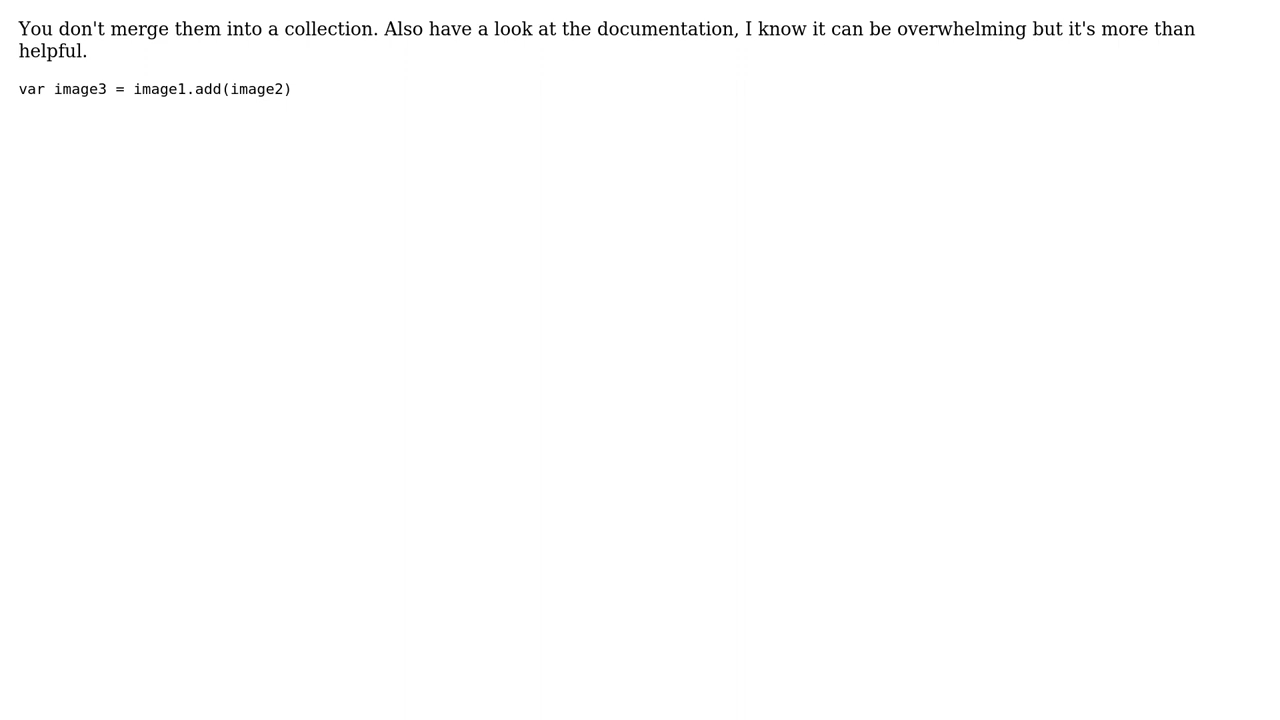 You don't merge them into a collection. Also have a look at the documentation, I know it can be overwhelming but it's more than
helpful.
var image3 = image1.add(image2)